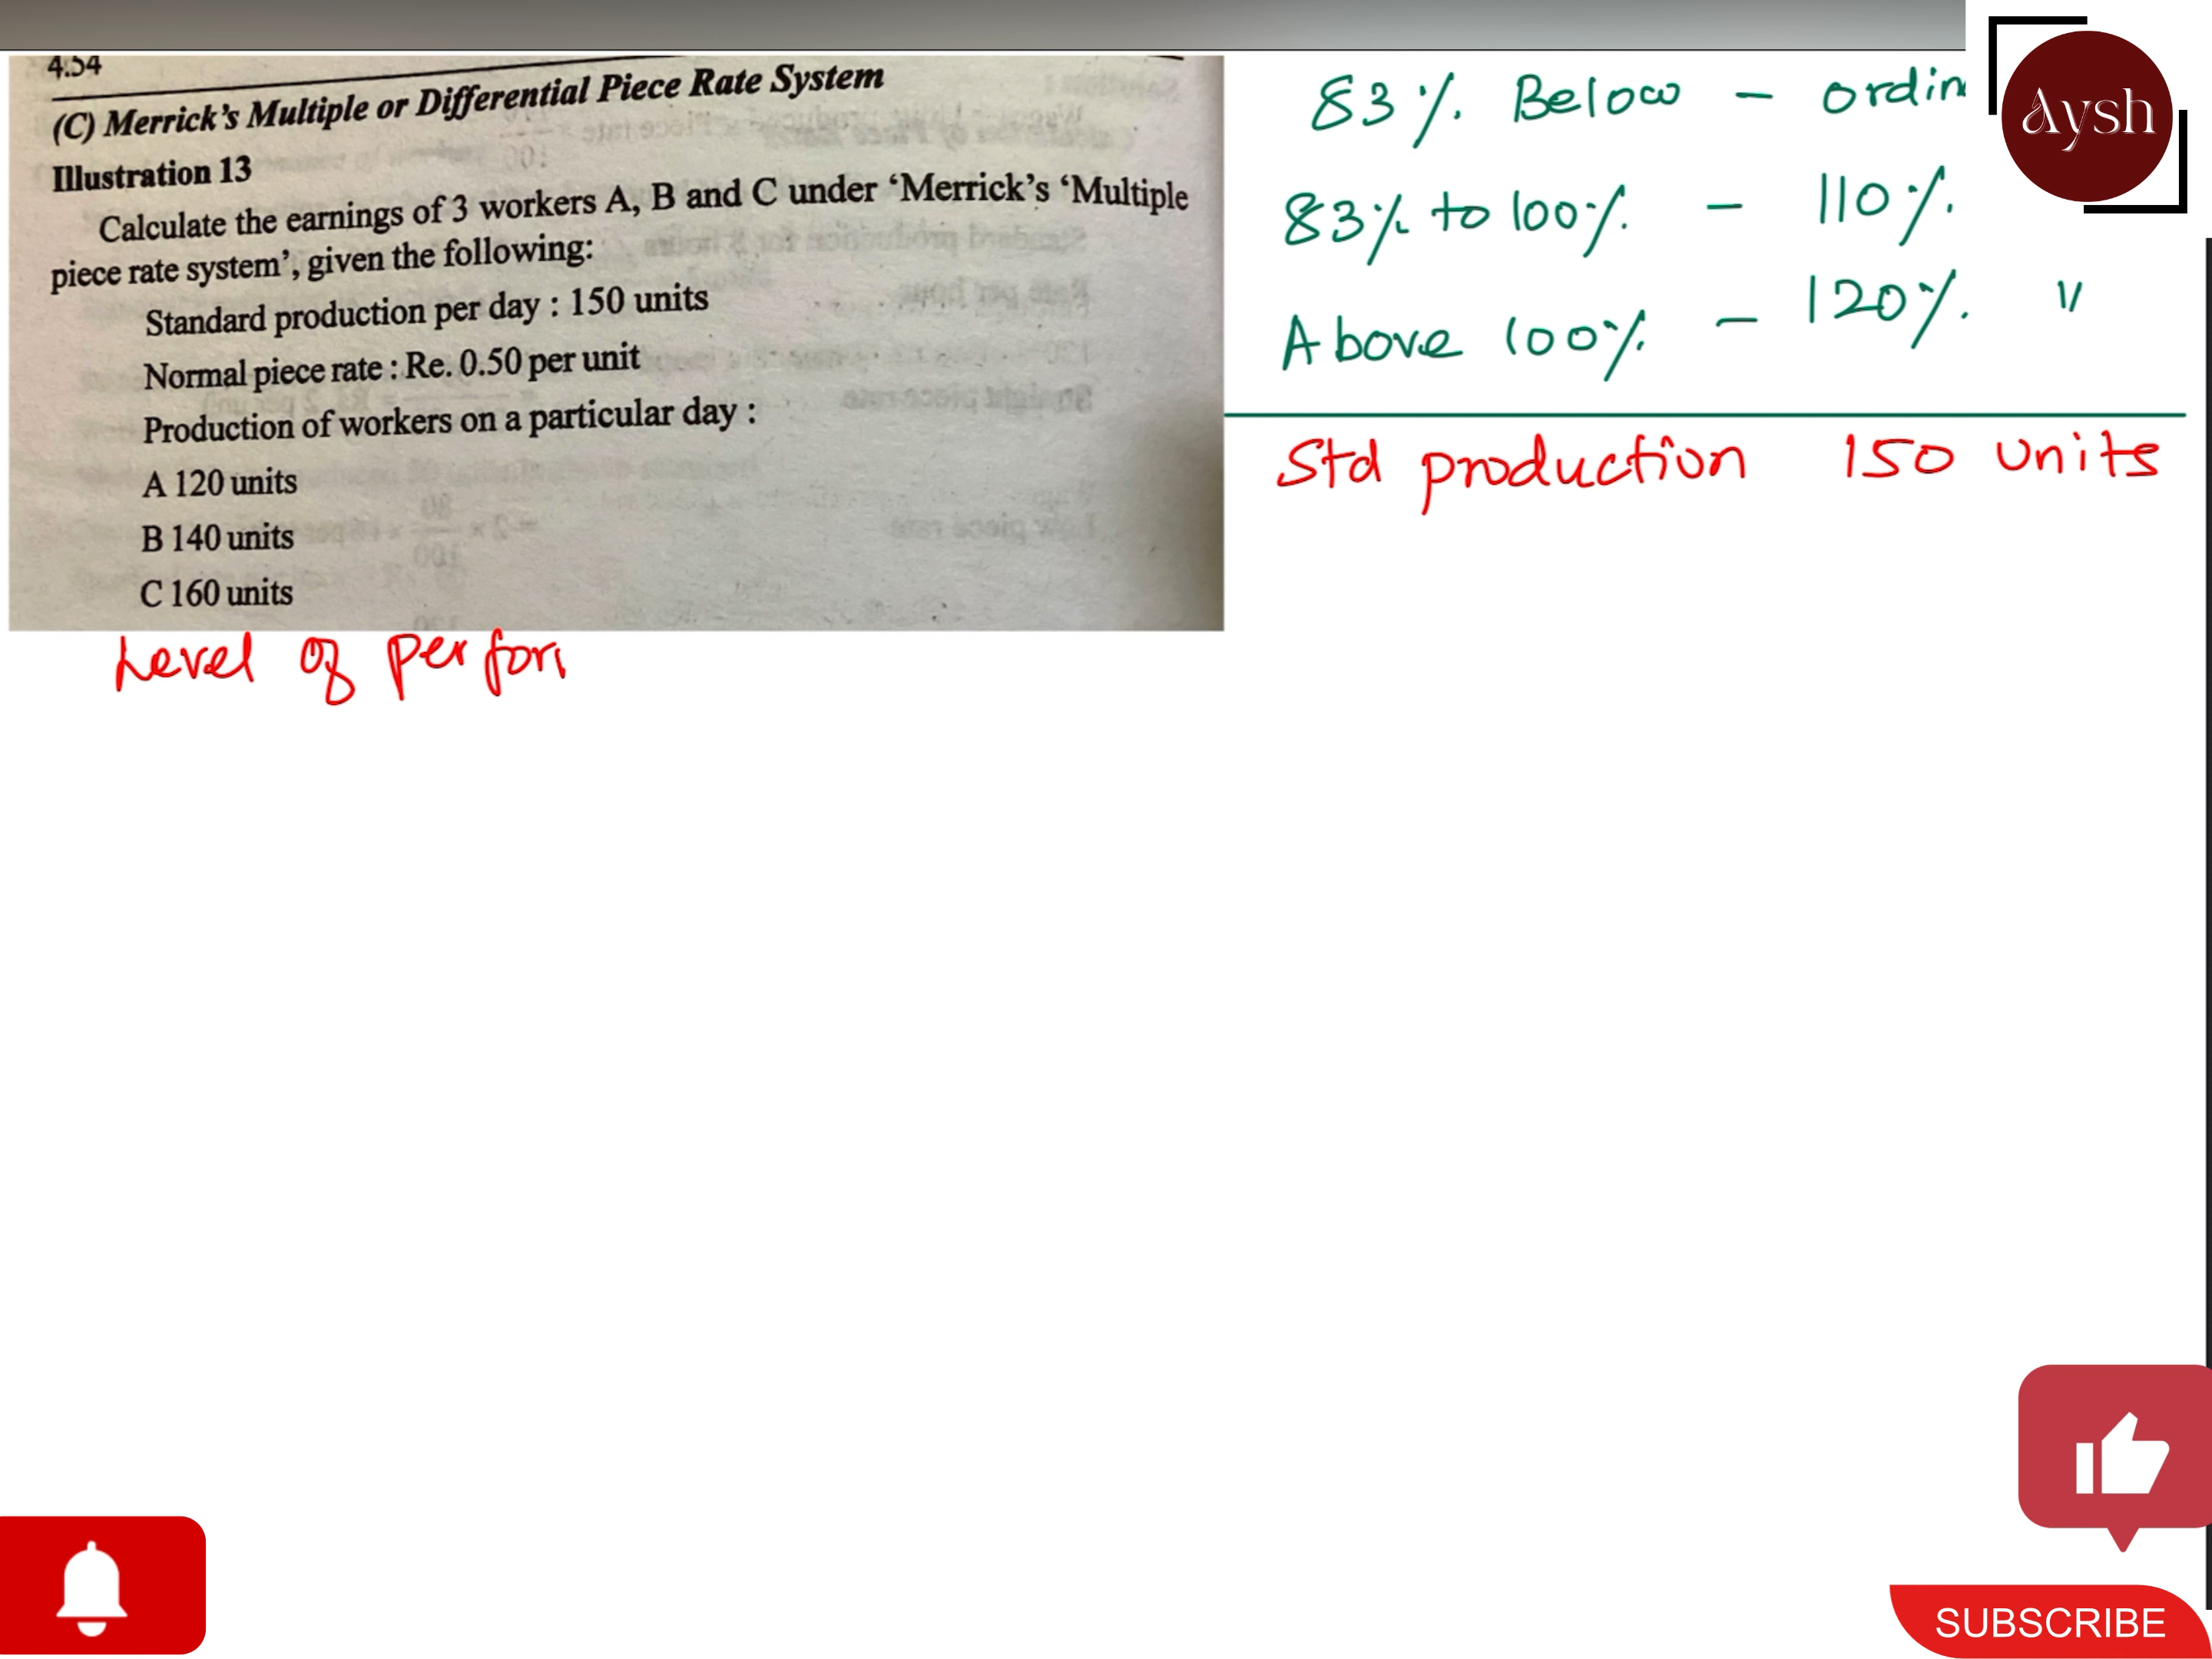 4.54
(C) Merrick's Multiple or Differential Piece Rate System
Illustration 13
Calculate the earnings of 3 workers A, B and C under 'Merrick's 'Multiple
piece rate system', given the following:
Standard production per day : 150 units
Normal piece rate : Re. 0.50 per unit
Production of workers on a particular day :
A 120 units
B 140 units
C 160 units
83% Below - ordin
83% to 100% - 110%
Above 100% - 120% "
Std production 150 units
Level of perfor
Aysh
SUBSCRIBE